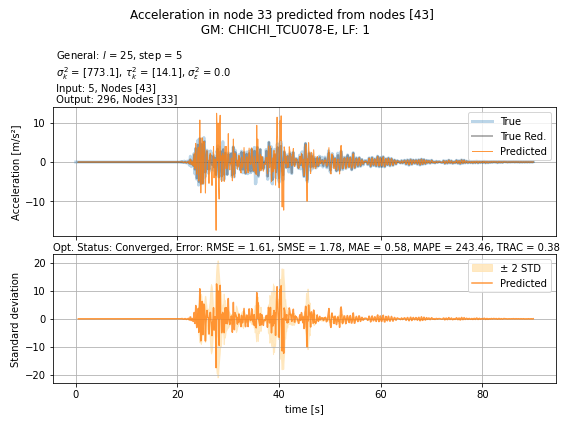 Acceleration in node 33 predicted from nodes [43]
GM: CHICHI_TCU078-E, LF: 1
General: l = 25, step = 5
σ²ₖ = [773.1], τ²ₖ = [14.1], σ²ε = 0.0
Input: 5, Nodes [43]
Output: 296, Nodes [33]
Acceleration [m/s²]
10
0
−10
True
True Red.
Predicted
Opt. Status: Converged, Error: RMSE = 1.61, SMSE = 1.78, MAE = 0.58, MAPE = 243.46, TRAC = 0.38
Standard deviation
20
10
0
−10
−20
± 2 STD
Predicted
0 20 40 60 80
time [s]